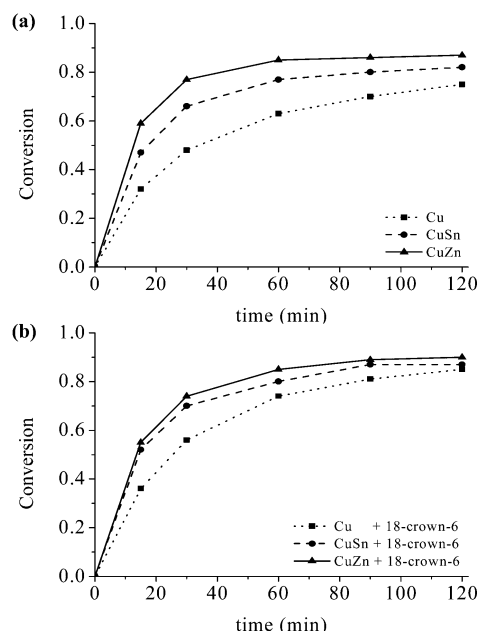 (a)
1.0
0.8
0.6
0.4
0.2
0.0
Conversion
Cu
CuSn
CuZn
0 20 40 60 80 100 120
time (min)
(b)
1.0
0.8
0.6
0.4
0.2
0.0
Conversion
Cu + 18-crown-6
CuSn + 18-crown-6
CuZn + 18-crown-6
0 20 40 60 80 100 120
time (min)